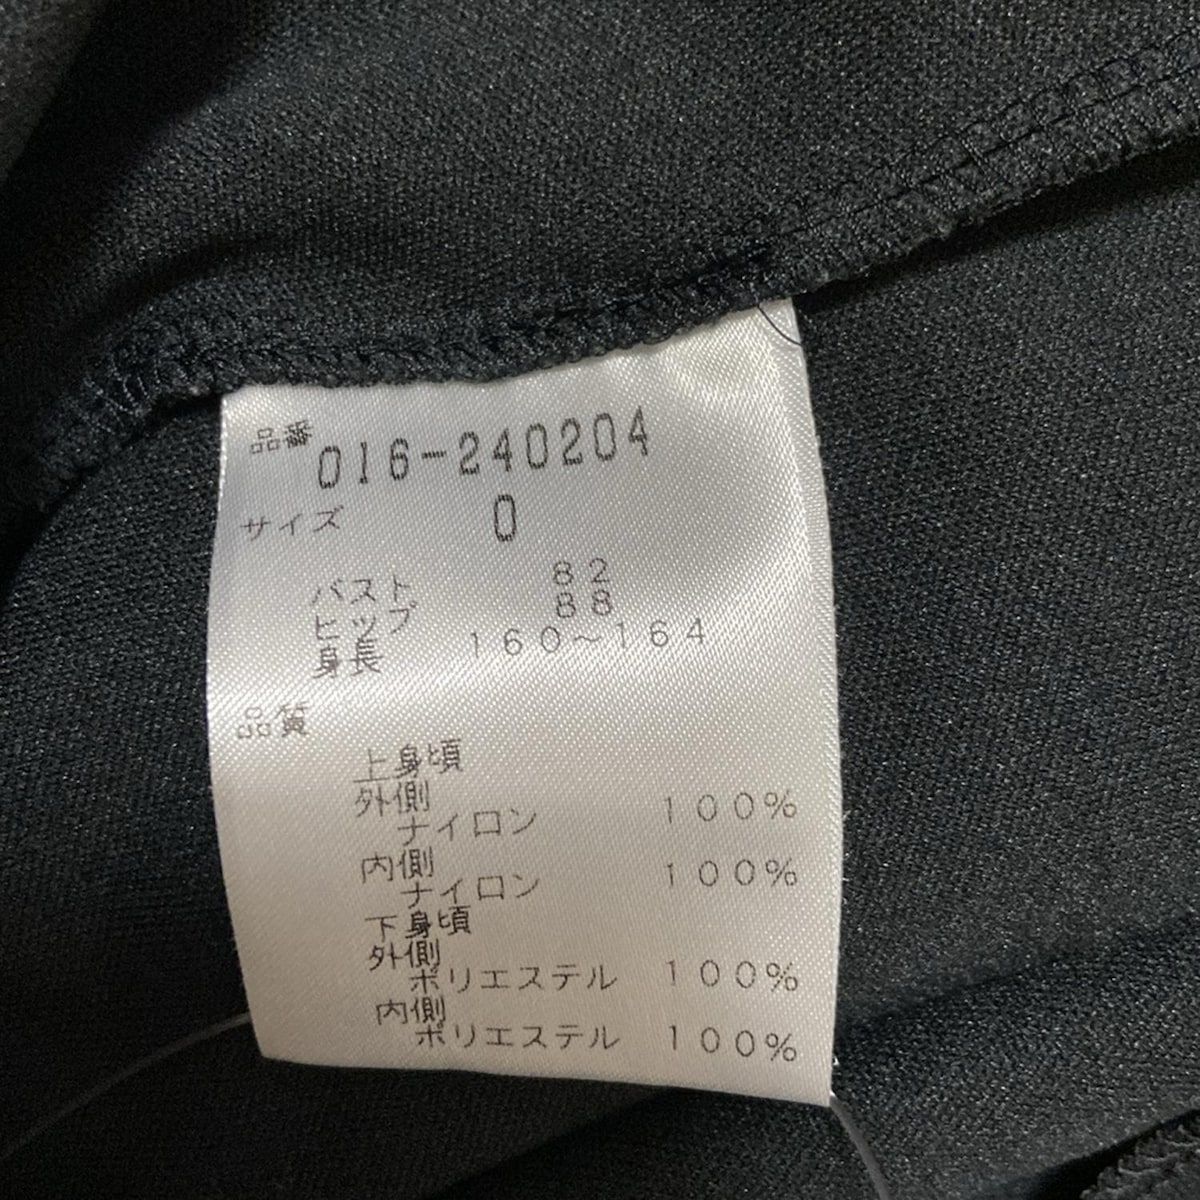 品番 016-240204
サイズ 0
バスト 82
ヒップ 88
身長 160~164
品質
上身頃
外側
ナイロン 100%
内側
ナイロン 100%
下身頃
外側
ポリエステル 100%
内側
ポリエステル 100%